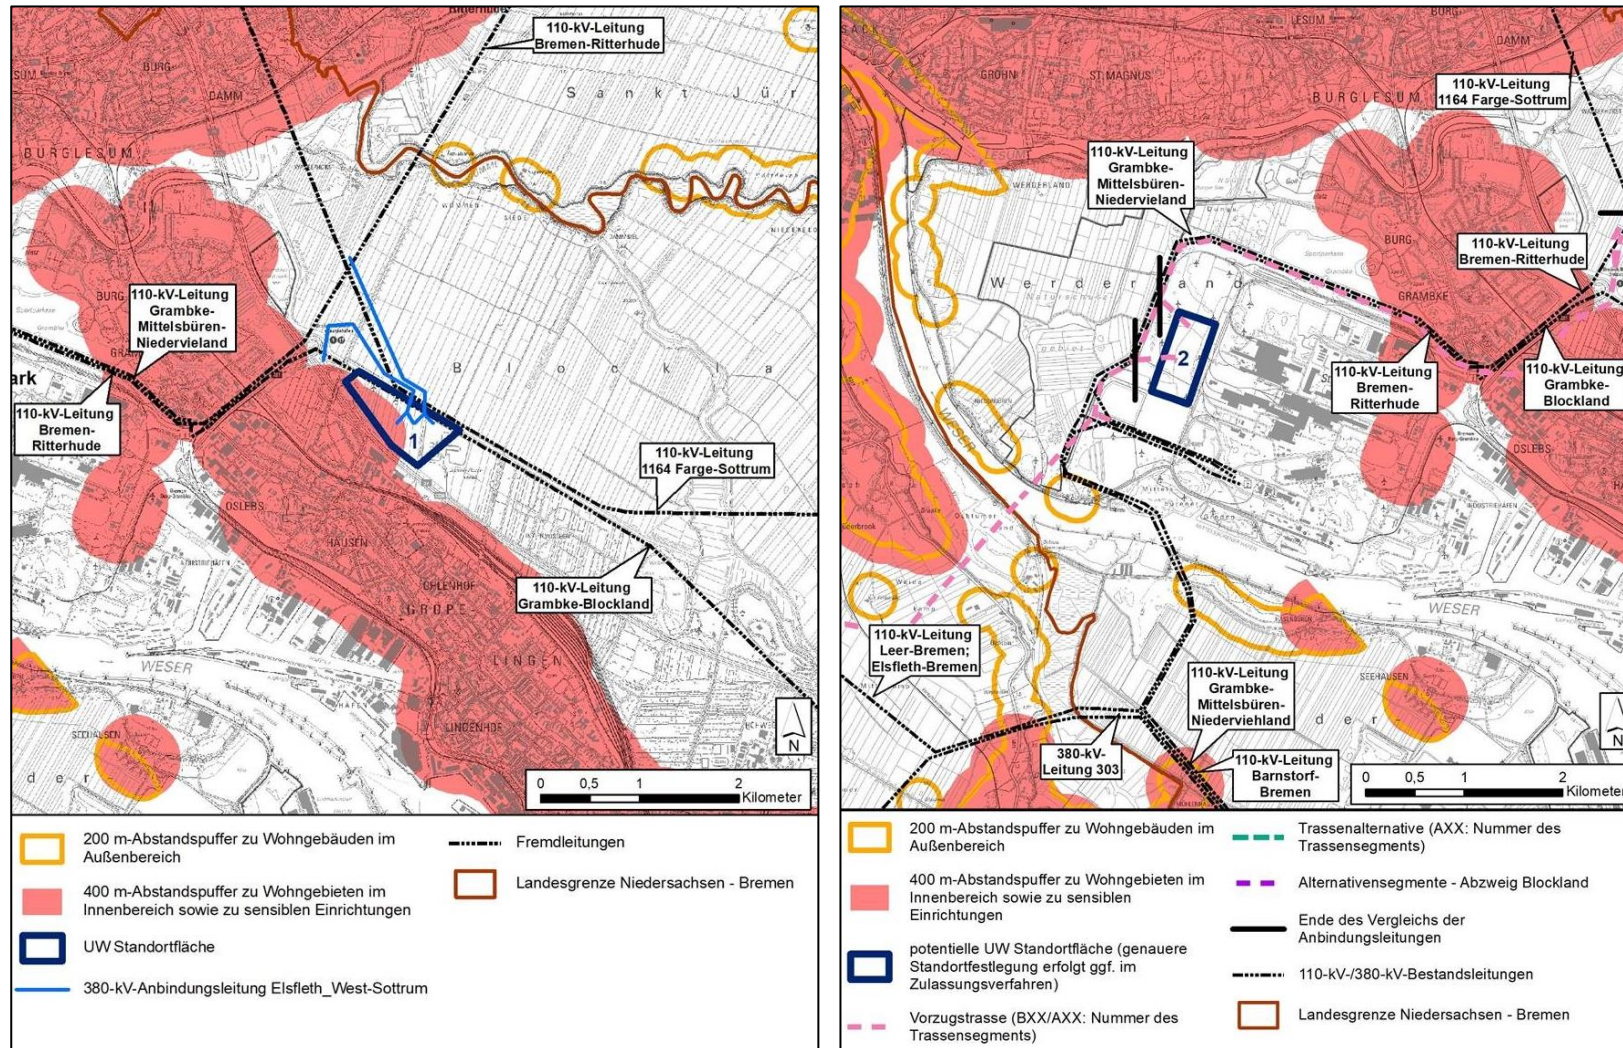 110-kV-Leitung
Bremen-Ritterhude
BURG
DAMM
Sankt Jür
BURGLESUM
BURG
110-kV-Leitung
Grambke-
Mittelsbüren-
Niedervieland
ark
110-kV-Leitung
Bremen-
Ritterhude
Blockla
1
110-kV-Leitung
1164 Farge-Sottrum
OSLEBS
HAUSEN
OHLENHOF
110-kV-Leitung
Grambke-Blockland
GRÖPE
LINGEN
WESER
LINDENHOF
SEEHAUSEN
der
N
0 0,5 1 2
Kilometer
200 m-Abstandspuffer zu Wohngebäuden im
Außenbereich
400 m-Abstandspuffer zu Wohngebieten im
Innenbereich sowie zu sensiblen
Einrichtungen
UW Standortfläche
380-kV-Anbindungsleitung Elsfleth_West-Sottrum
Fremdleitungen
Landesgrenze Niedersachsen - Bremen
LESUM
BURG
DAMM
GROHN
ST.MAGNUS
BURGLESUM
110-kV-Leitung
1164 Farge-Sottrum
110-kV-Leitung
Grambke-
Mittelsbüren-
Niedervieland
WERDERLAND
BURG
110-kV-Leitung
Bremen-Ritterhude
Werderland
GRAMBKE
2
110-kV-Leitung
Bremen-
Ritterhude
110-kV-Leitung
Grambke-
Blockland
WESER
OSLEBS
INDUSTRIEHÄFEN
WESER
110-kV-Leitung
Leer-Bremen;
Elsfleth-Bremen
SEEHAUSEN
110-kV-Leitung
Grambke-
Mittelsbüren-
Niederviehland
der
380-kV-
Leitung 303
110-kV-Leitung
Barnstorf-
Bremen
N
0 0,5 1 2
Kilometer
200 m-Abstandspuffer zu Wohngebäuden im
Außenbereich
400 m-Abstandspuffer zu Wohngebieten im
Innenbereich sowie zu sensiblen
Einrichtungen
potentielle UW Standortfläche (genauere
Standortfestlegung erfolgt ggf. im
Zulassungsverfahren)
Vorzugstrasse (BXX/AXX: Nummer des
Trassensegments)
Trassenalternative (AXX: Nummer des
Trassensegments)
Alternativensegmente - Abzweig Blockland
Ende des Vergleichs der
Anbindungsleitungen
110-kV-/380-kV-Bestandsleitungen
Landesgrenze Niedersachsen - Bremen